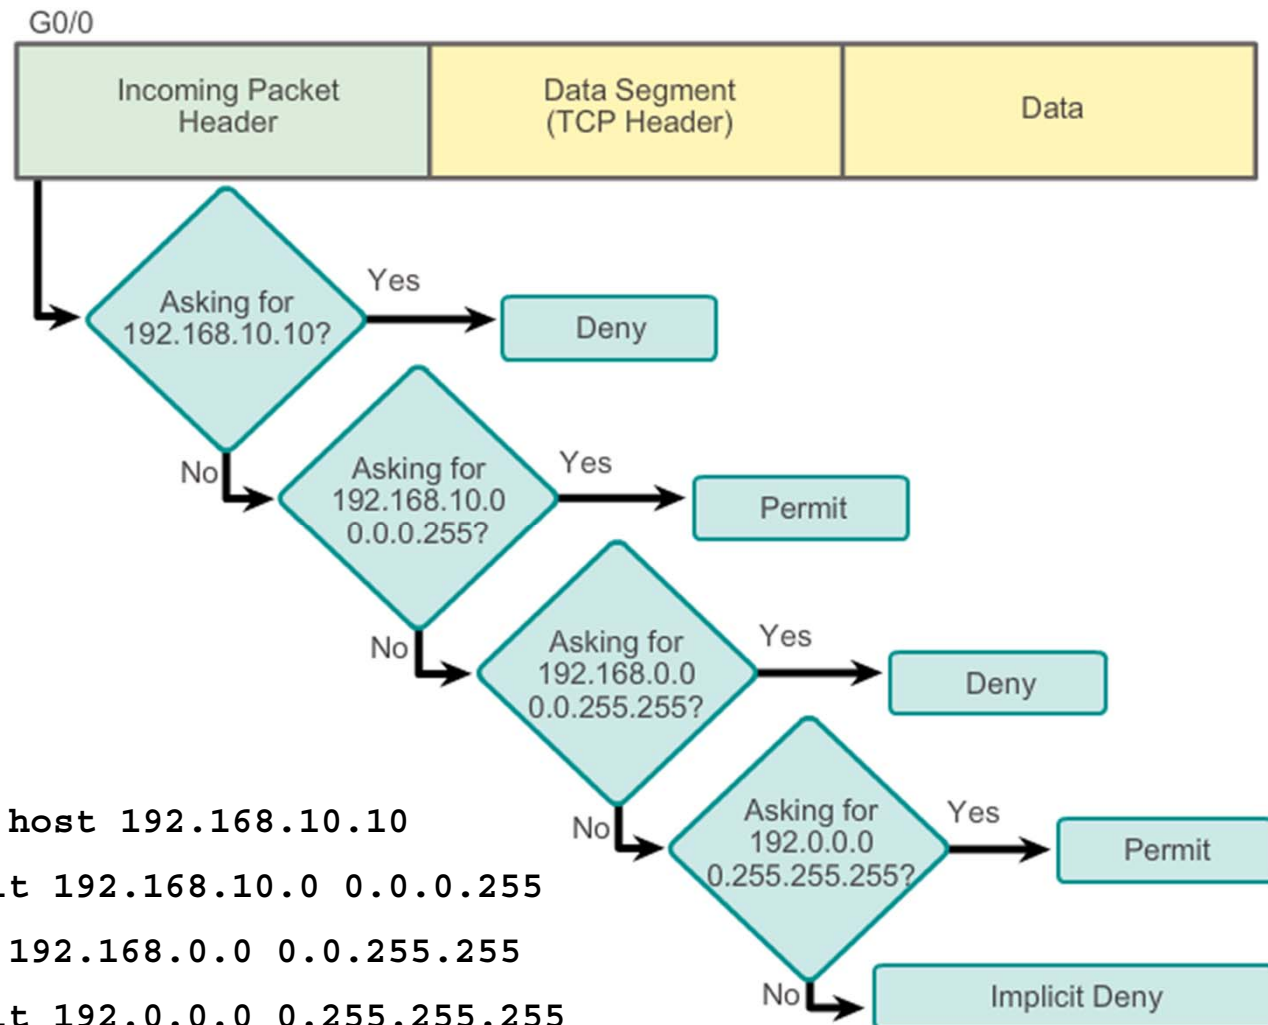 G0/0
Incoming Packet
Header
Data Segment
(TCP Header)
Data
Asking for
192.168.10.10?
Yes
Deny
No
Asking for
192.168.10.0
0.0.0.255?
Yes
Permit
No
Asking for
192.168.0.0
0.0.255.255?
Yes
Deny
No
Asking for
192.0.0.0
0.255.255.255?
Yes
Permit
No
Implicit Deny
host 192.168.10.10
192.168.10.0 0.0.0.255
192.168.0.0 0.0.255.255
192.0.0.0 0.255.255.255